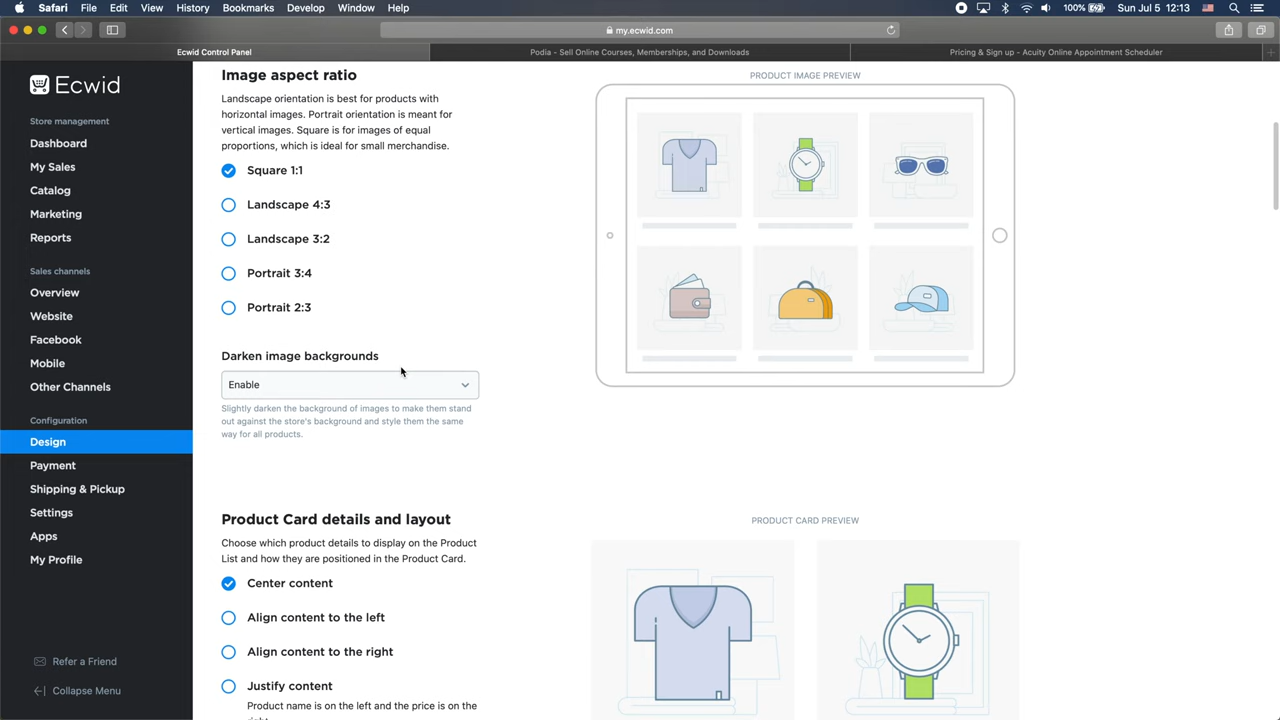 Safari File Edit View History Bookmarks Develop Window Help
100% Sun Jul 5 12:13
my.ecwid.com
Ecwid Control Panel
Podia - Sell Online Courses, Memberships, and Downloads
Pricing & Sign up - Acuity Online Appointment Scheduler
Ecwid
Store management
Dashboard
My Sales
Catalog
Marketing
Reports
Sales channels
Overview
Website
Facebook
Mobile
Other Channels
Configuration
Design
Payment
Shipping & Pickup
Settings
Apps
My Profile
Refer a Friend
Collapse Menu
Image aspect ratio
Landscape orientation is best for products with
horizontal images. Portrait orientation is meant for
vertical images. Square is for images of equal
proportions, which is ideal for small merchandise.
Square 1:1
Landscape 4:3
Landscape 3:2
Portrait 3:4
Portrait 2:3
Darken image backgrounds
Enable
Slightly darken the background of images to make them stand
out against the store's background and style them the same
way for all products.
PRODUCT IMAGE PREVIEW
Product Card details and layout
Choose which product details to display on the Product
List and how they are positioned in the Product Card.
Center content
Align content to the left
Align content to the right
Justify content
Product name is on the left and the price is on the
right
PRODUCT CARD PREVIEW